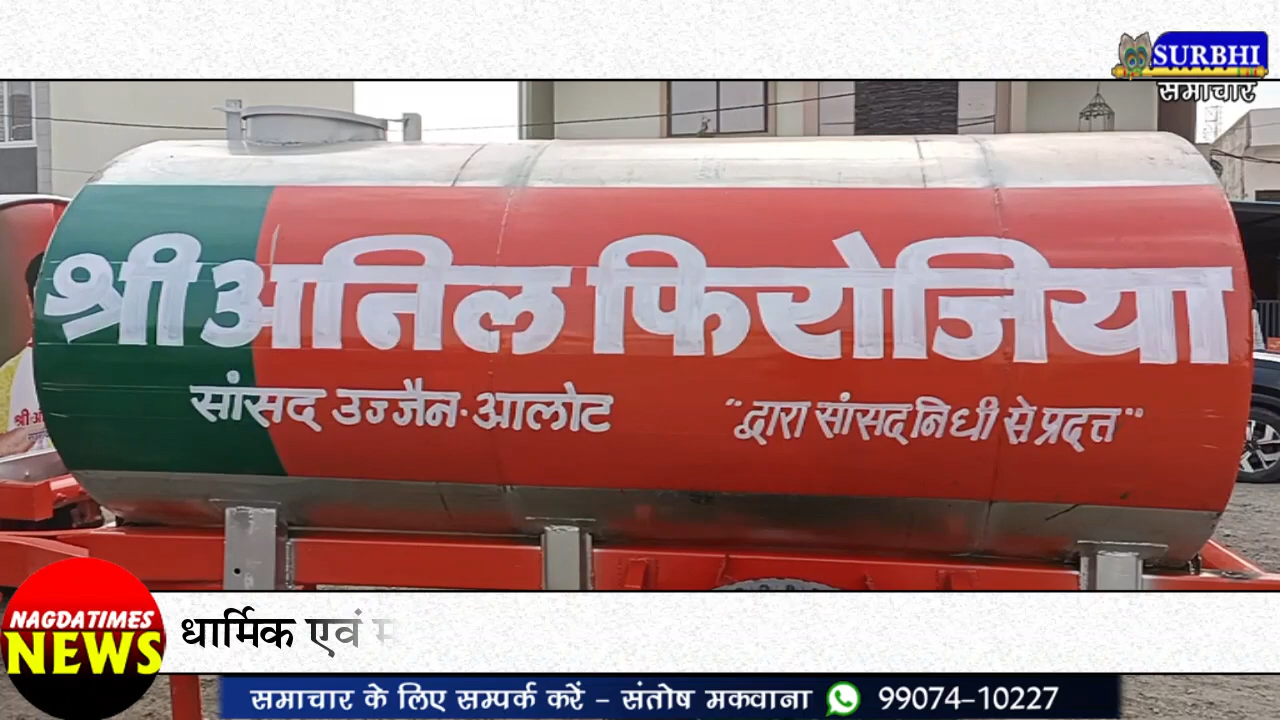 SURBHI
समाचार
श्री अनिल फिरोजिया
सांसद उज्जैन-आलोट
"द्वारा सांसद निधी से प्रदत्त"
NAGDATIMES
NEWS
धार्मिक एवं
समाचार के लिए सम्पर्क करें - संतोष मकवाना 99074-10227